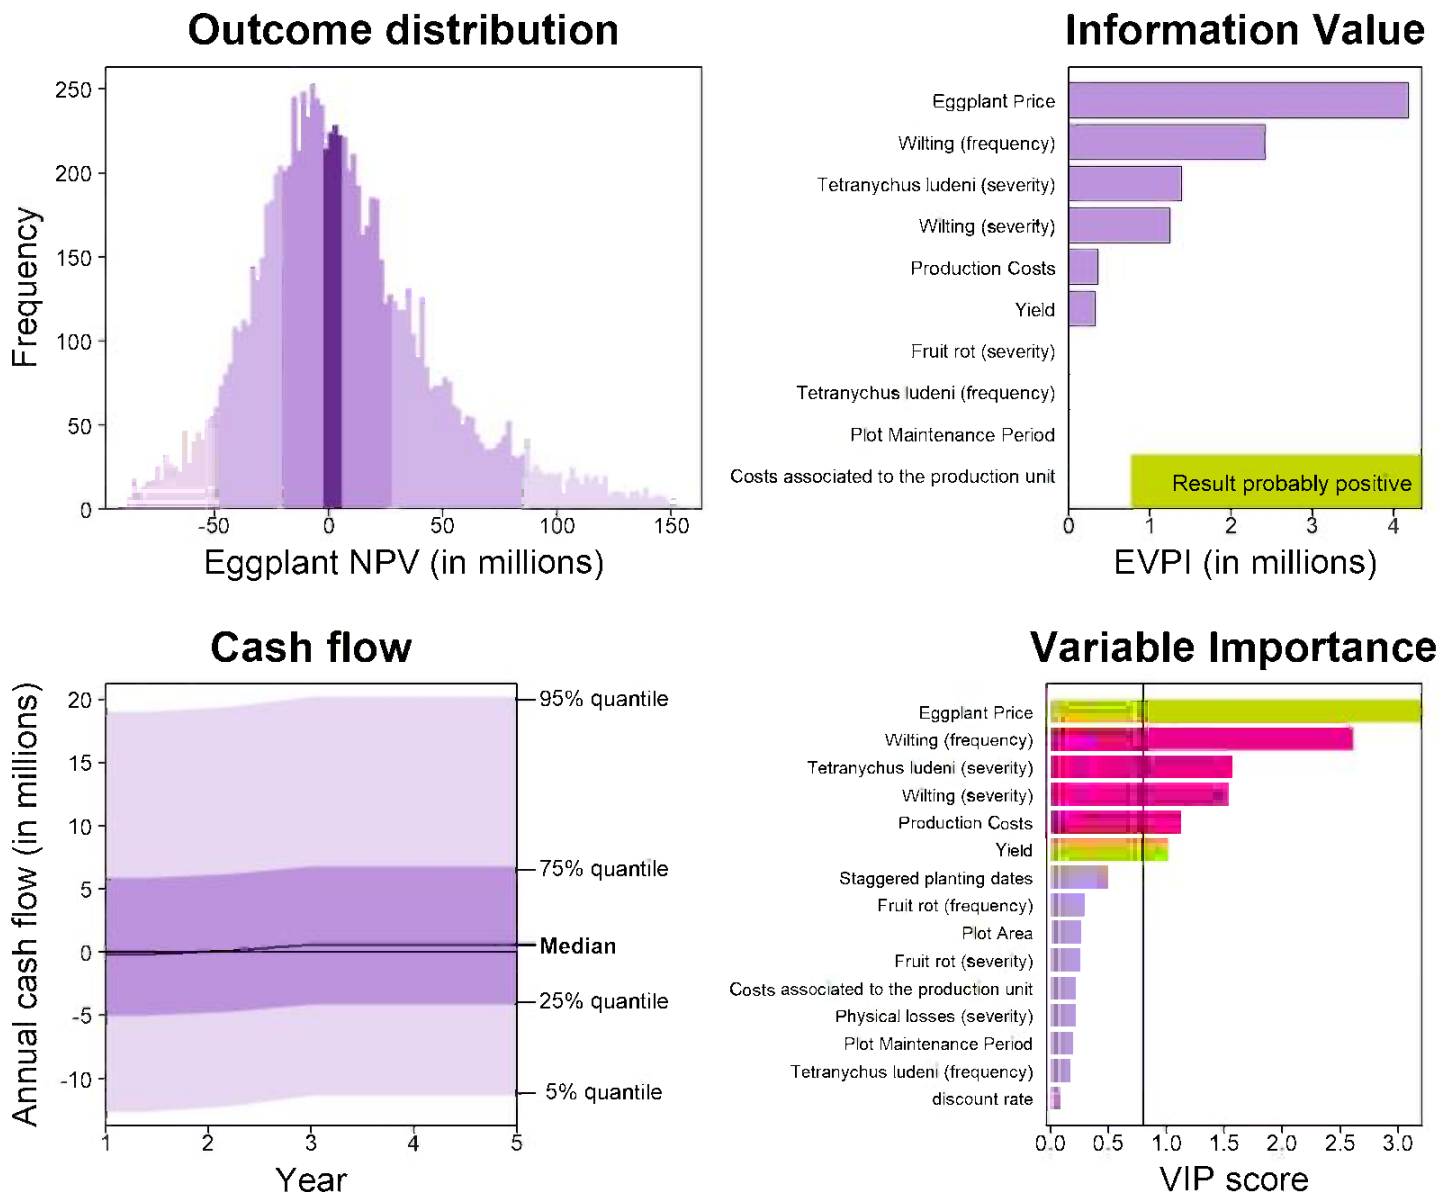 Outcome distribution
250
200
150
100
50
0
Frequency
-50 0 50 100 150
Eggplant NPV (in millions)
Information Value
Eggplant Price
Wilting (frequency)
Tetranychus ludeni (severity)
Wilting (severity)
Production Costs
Yield
Fruit rot (severity)
Tetranychus ludeni (frequency)
Plot Maintenance Period
Costs associated to the production unit
Result probably positive
0 1 2 3 4
EVPI (in millions)
Cash flow
20
15
10
5
0
-5
-10
Annual cash flow (in millions)
95% quantile
75% quantile
Median
25% quantile
5% quantile
1 2 3 4 5
Year
Variable Importance
Eggplant Price
Wilting (frequency)
Tetranychus ludeni (severity)
Wilting (severity)
Production Costs
Yield
Staggered planting dates
Fruit rot (frequency)
Plot Area
Fruit rot (severity)
Costs associated to the production unit
Physical losses (severity)
Plot Maintenance Period
Tetranychus ludeni (frequency)
discount rate
0.0 0.5 1.0 1.5 2.0 2.5 3.0
VIP score